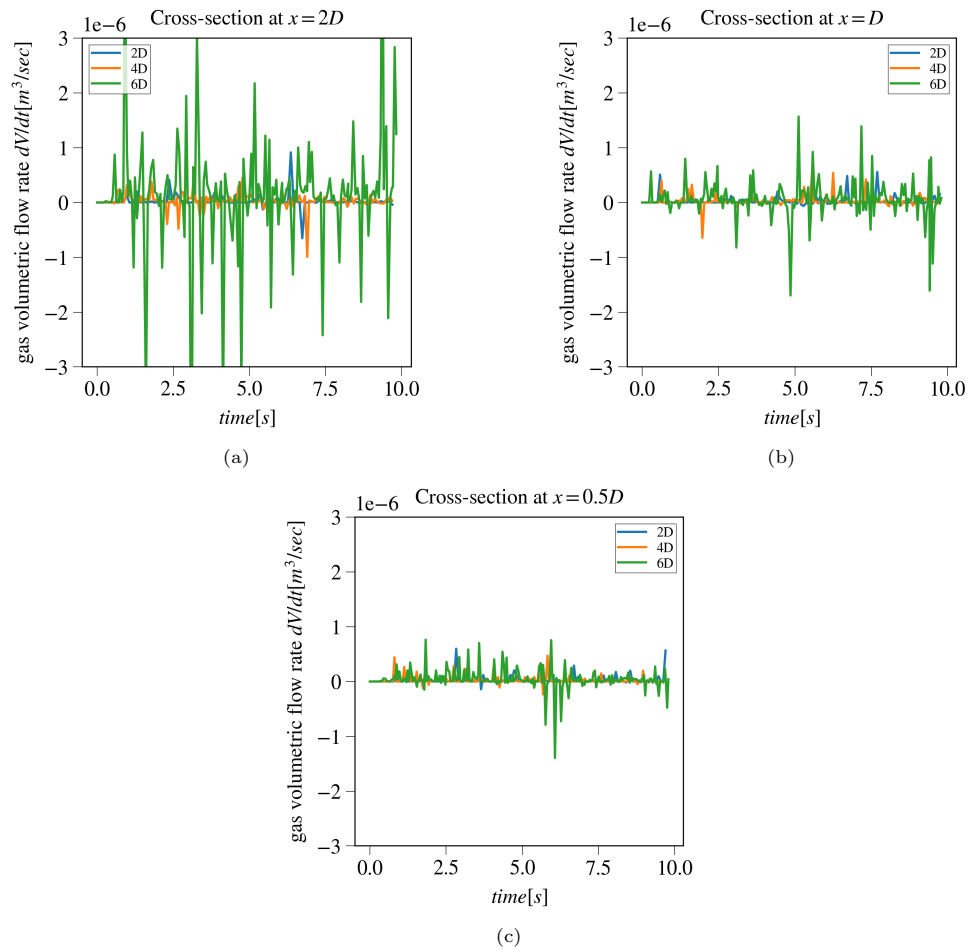 Cross-section at x=2D
1e−6
3
2
1
0
−1
−2
−3
gas volumetric flow rate dV/dt[m³/sec]
2D
4D
6D
0.0 2.5 5.0 7.5 10.0
time[s]
(a)
Cross-section at x=D
1e−6
3
2
1
0
−1
−2
−3
gas volumetric flow rate dV/dt[m³/sec]
2D
4D
6D
0.0 2.5 5.0 7.5 10.0
time[s]
(b)
Cross-section at x=0.5D
1e−6
3
2
1
0
−1
−2
−3
gas volumetric flow rate dV/dt[m³/sec]
2D
4D
6D
0.0 2.5 5.0 7.5 10.0
time[s]
(c)